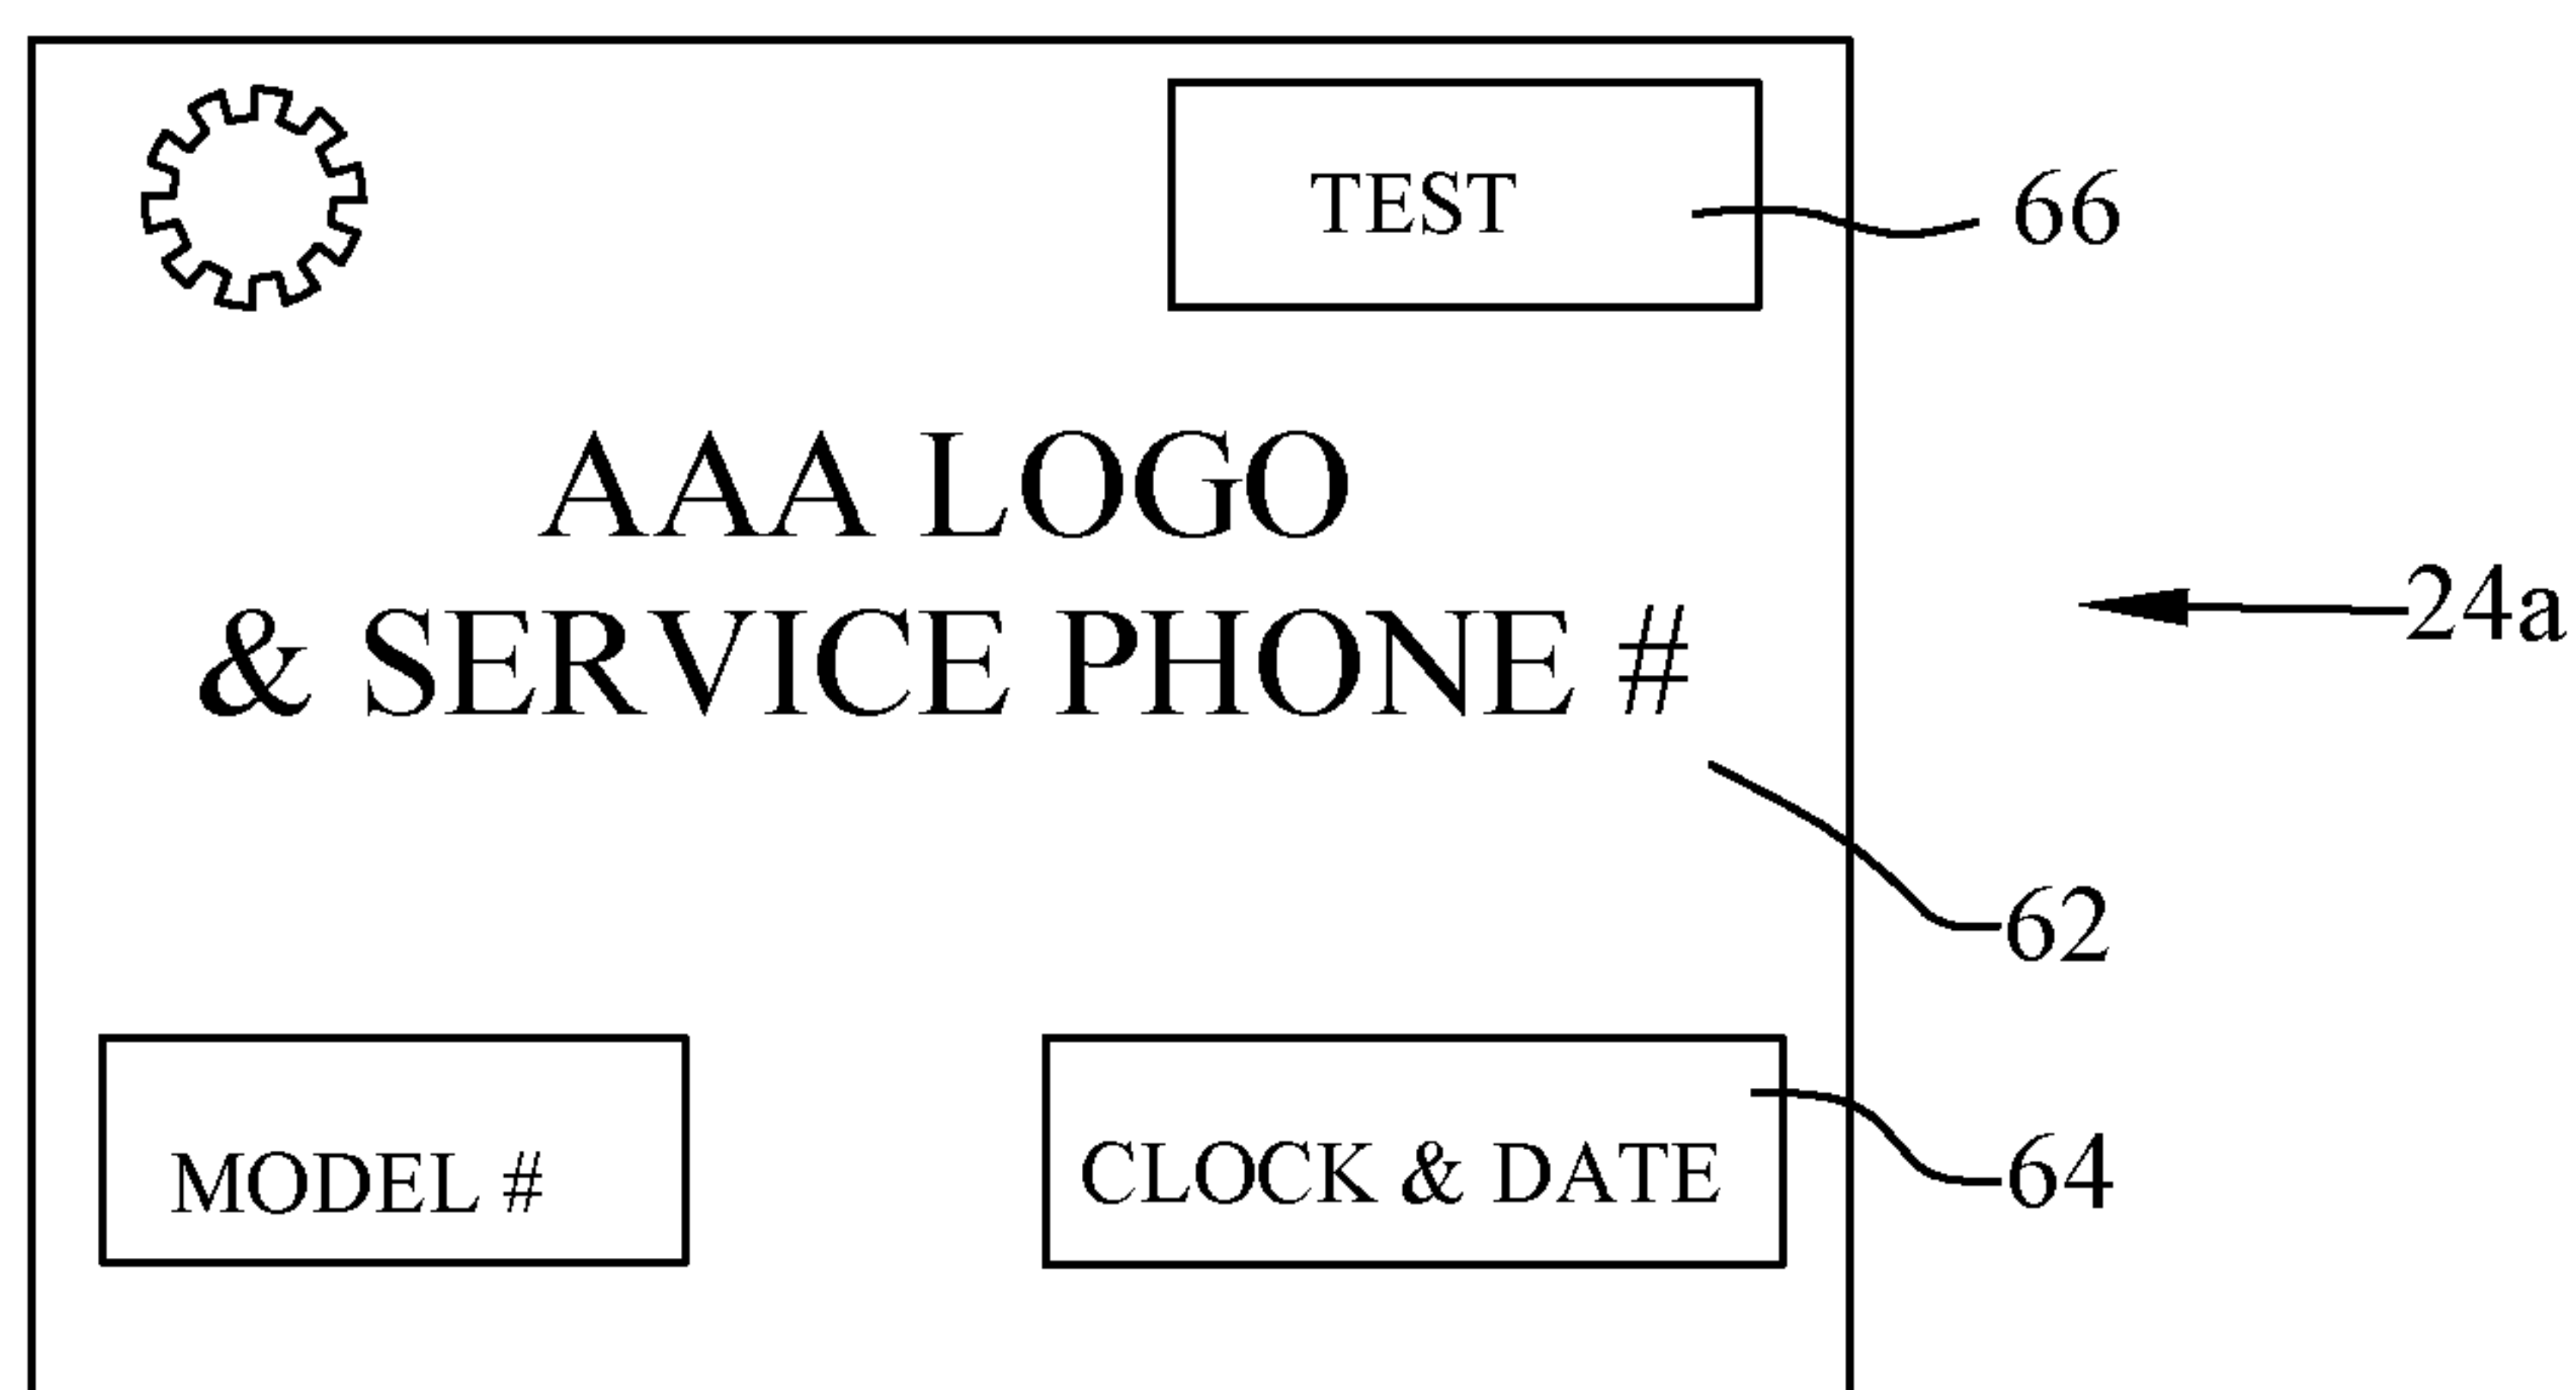 TEST
66
AAA LOGO
& SERVICE PHONE #
24a
62
MODEL #
CLOCK & DATE
64